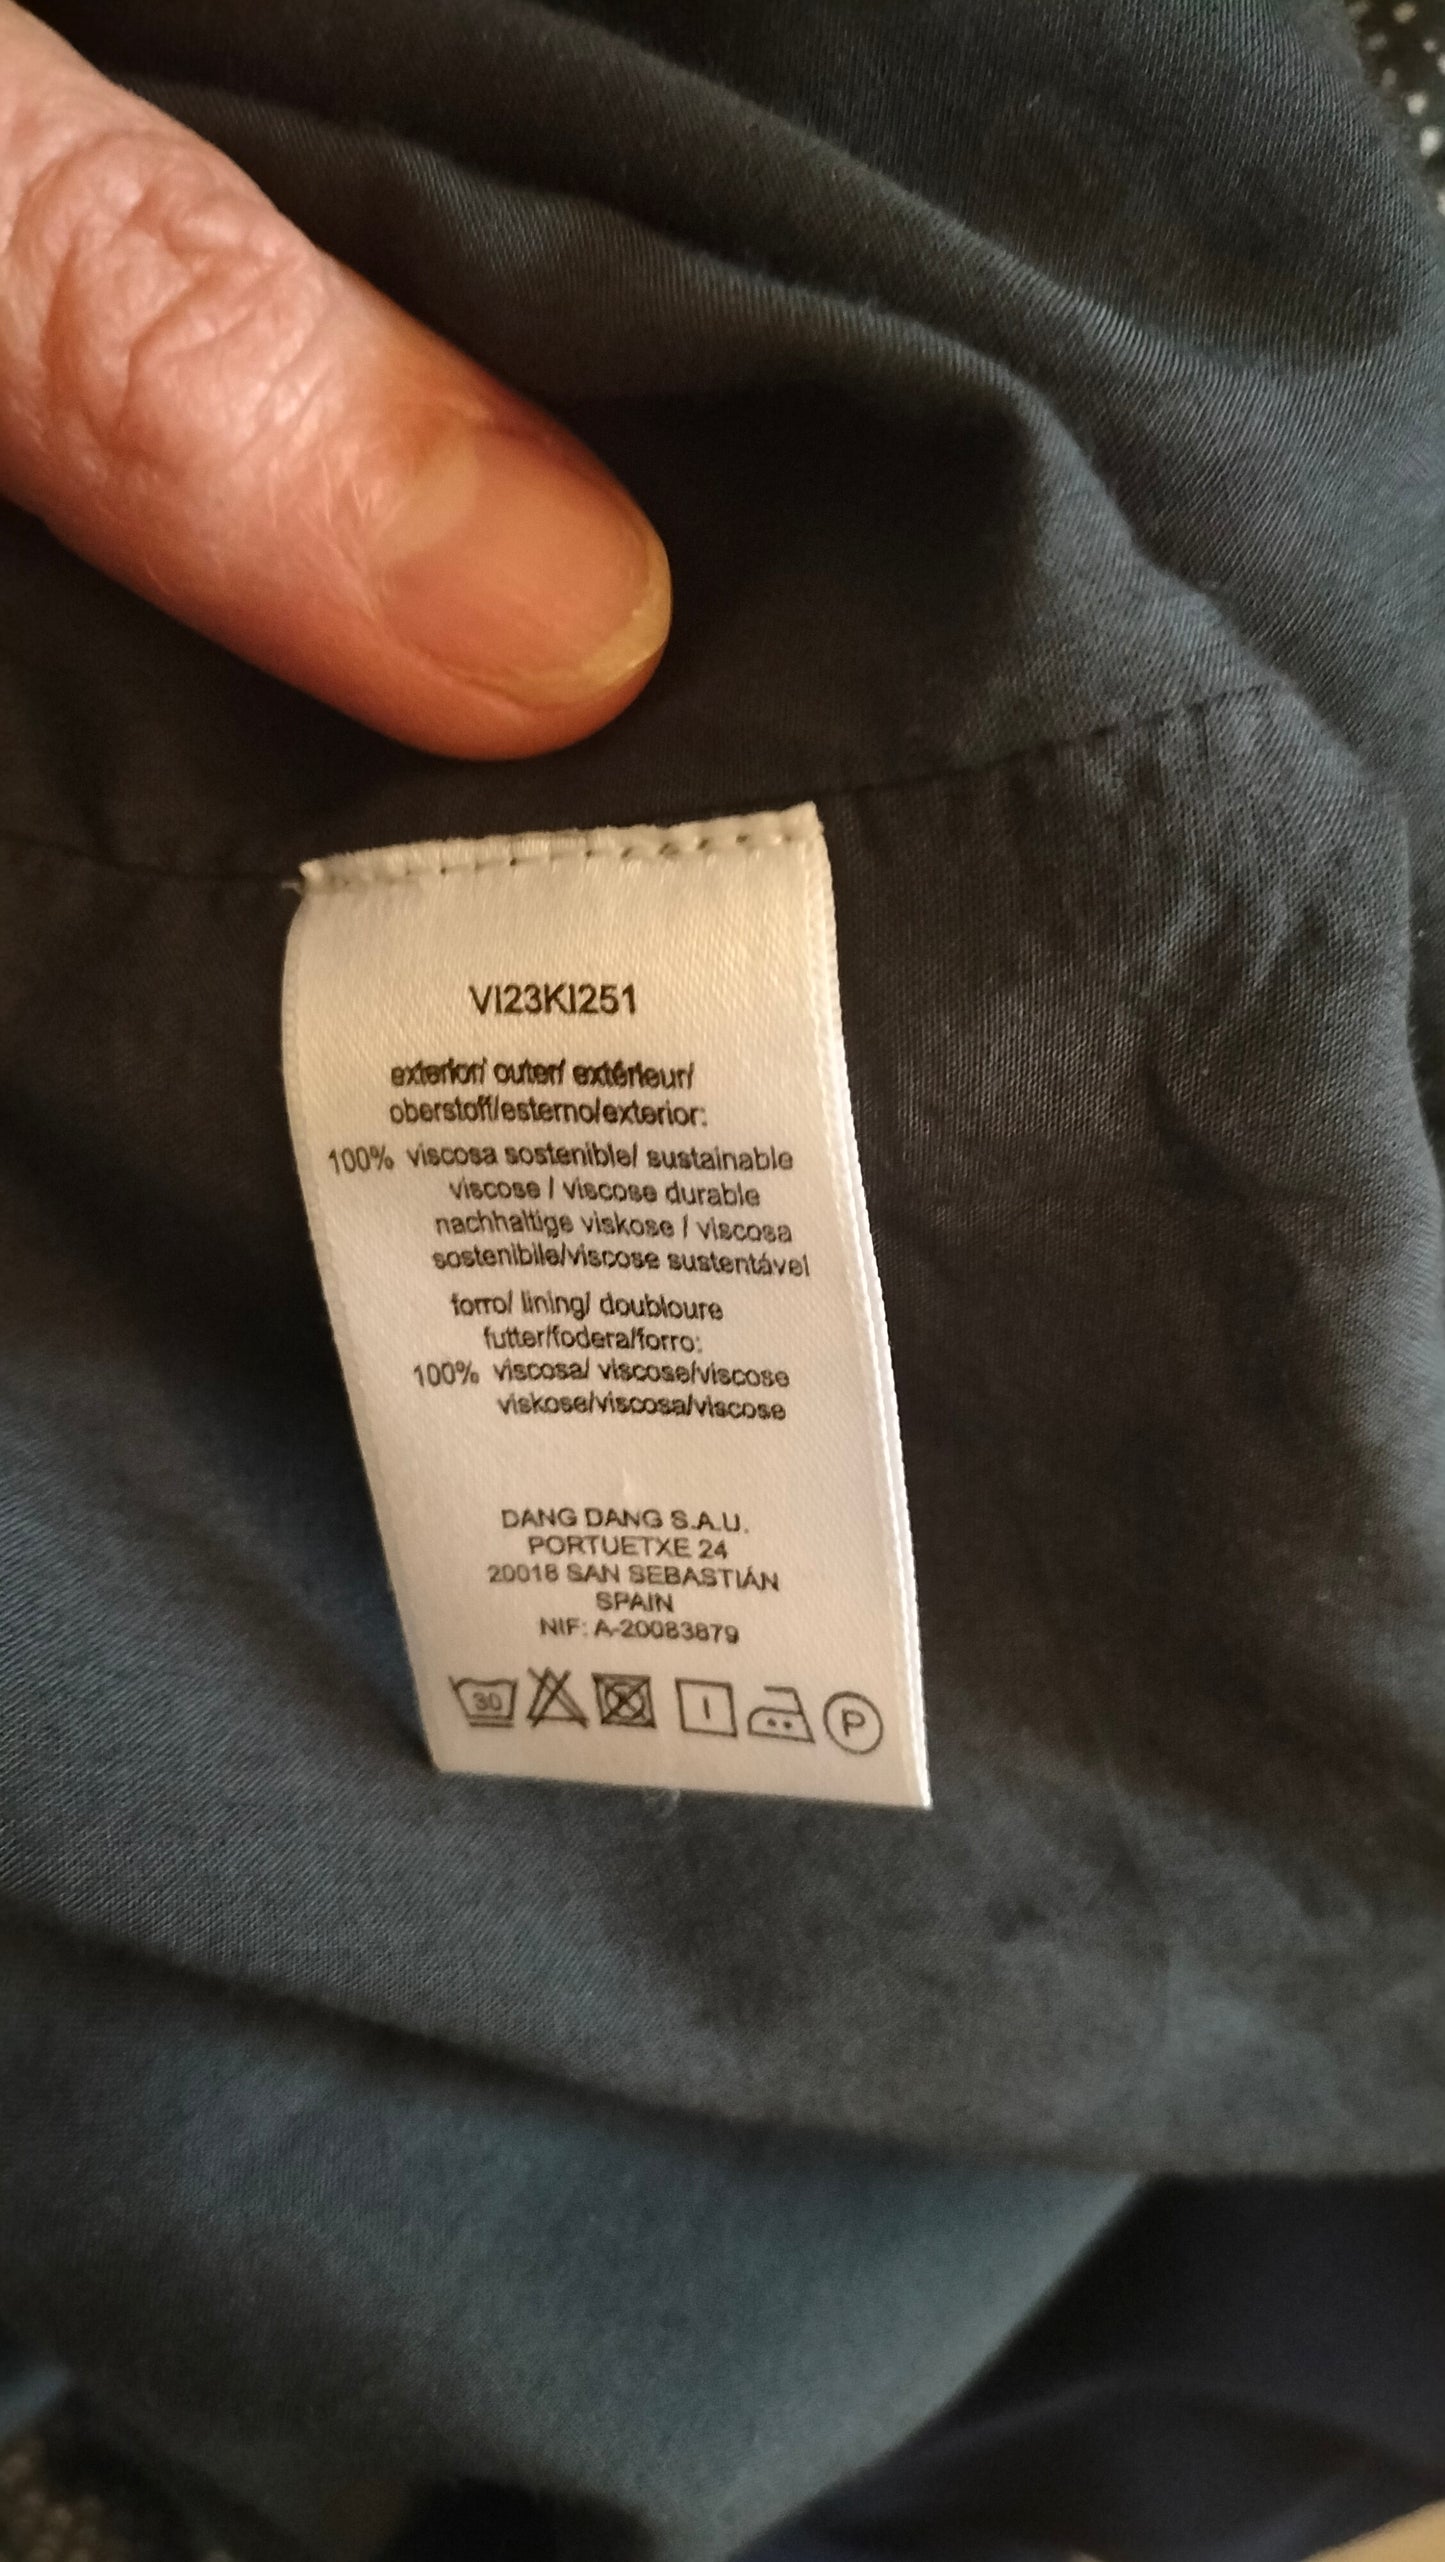 VI23KI251
exterior/ outer/ extérieur/
oberstoff/esterno/exterior:
100% viscosa sostenible/ sustainable
viscose / viscose durable
nachhaltige viskose / viscosa
sostenibile/viscose sustentável
forro/ lining/ doubloure
futter/fodera/forro:
100% viscosa/ viscose/viscose
viskose/viscosa/viscose
DANG DANG S.A.U.
PORTUETXE 24
20018 SAN SEBASTIÁN
SPAIN
NIF: A-20083879
30
P